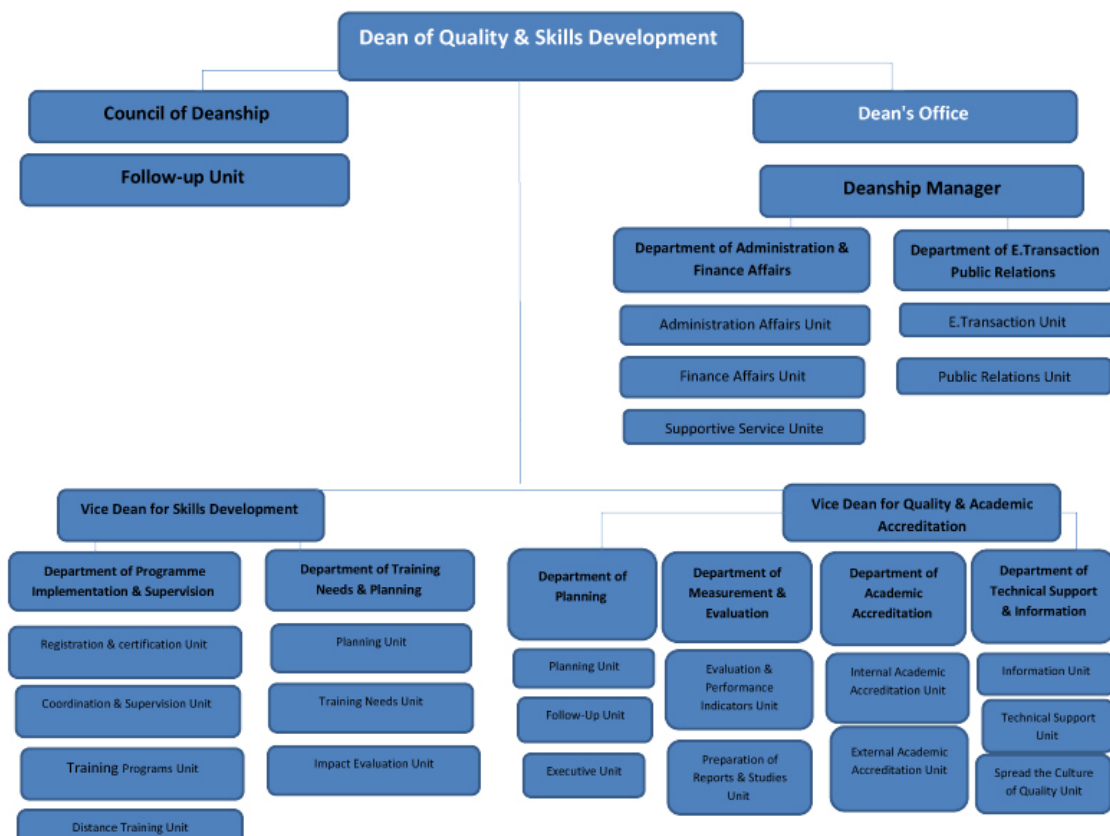 Dean of Quality & Skills Development
Council of Deanship
Dean's Office
Follow-up Unit
Deanship Manager
Department of Administration &
Finance Affairs
Department of E.Transaction
Public Relations
Administration Affairs Unit
E.Transaction Unit
Finance Affairs Unit
Public Relations Unit
Supportive Service Unite
Vice Dean for Skills Development
Vice Dean for Quality & Academic
Accreditation
Department of Programme
Implementation & Supervision
Registration & certification Unit
Coordination & Supervision Unit
Training Programs Unit
Distance Training Unit
Department of Training
Needs & Planning
Planning Unit
Training Needs Unit
Impact Evaluation Unit
Department of
Planning
Planning Unit
Follow-Up Unit
Executive Unit
Department of
Measurement &
Evaluation
Evaluation &
Performance
Indicators Unit
Preparation of
Reports & Studies
Unit
Department of
Academic
Accreditation
Internal Academic
Accreditation Unit
External Academic
Accreditation Unit
Department of
Technical Support
& Information
Information Unit
Technical Support
Unit
Spread the Culture
of Quality Unit